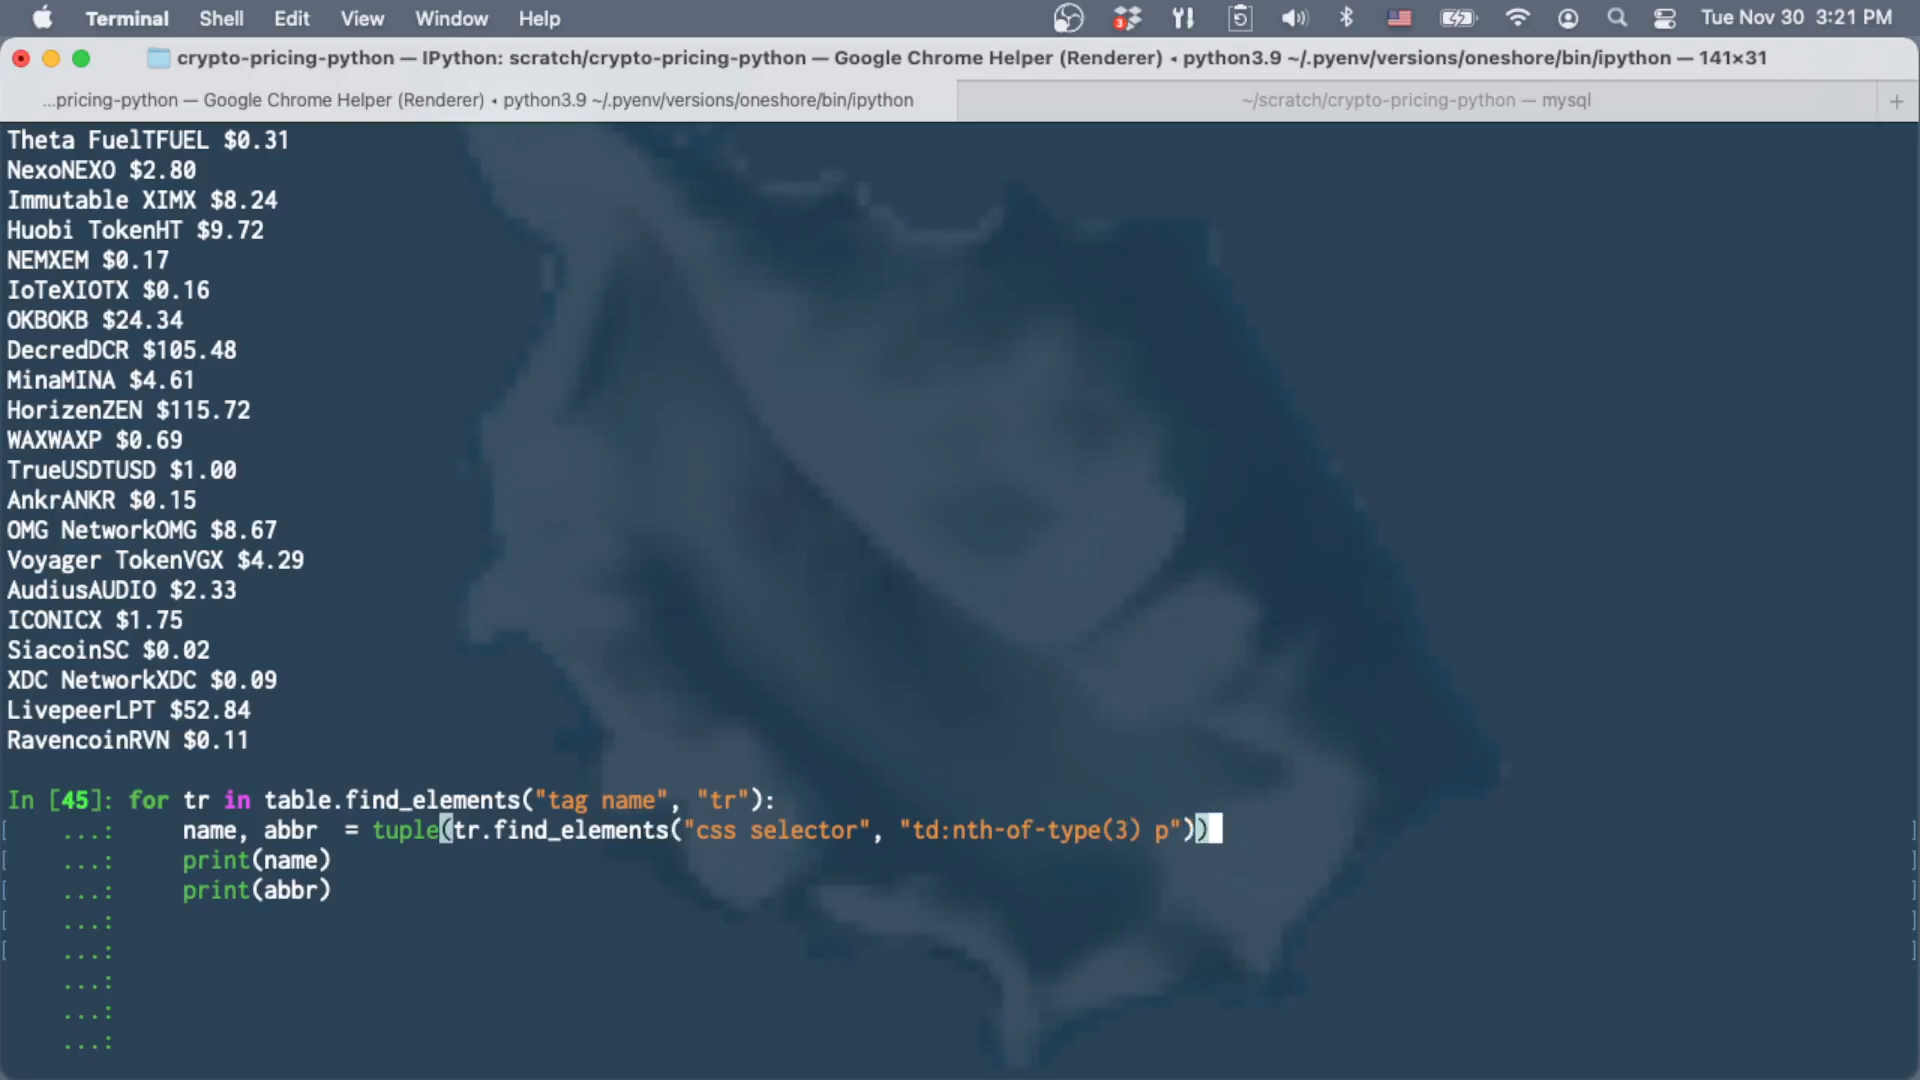 Terminal Shell Edit View Window Help 3 Tue Nov 30 3:21 PM
crypto-pricing-python — IPython: scratch/crypto-pricing-python — Google Chrome Helper (Renderer) ◂ python3.9 ~/.pyenv/versions/oneshore/bin/ipython — 141×31
...pricing-python — Google Chrome Helper (Renderer) ◂ python3.9 ~/.pyenv/versions/oneshore/bin/ipython ~/scratch/crypto-pricing-python — mysql +
Theta FuelTFUEL $0.31
NexoNEXO $2.80
Immutable XIMX $8.24
Huobi TokenHT $9.72
NEMXEM $0.17
IoTeXIOTX $0.16
OKBOKB $24.34
DecredDCR $105.48
MinaMINA $4.61
HorizenZEN $115.72
WAXWAXP $0.69
TrueUSDTUSD $1.00
AnkrANKR $0.15
OMG NetworkOMG $8.67
Voyager TokenVGX $4.29
AudiusAUDIO $2.33
ICONICX $1.75
SiacoinSC $0.02
XDC NetworkXDC $0.09
LivepeerLPT $52.84
RavencoinRVN $0.11
In [45]: for tr in table.find_elements("tag name", "tr"):
[ ...: name, abbr  = tuple(tr.find_elements("css selector", "td:nth-of-type(3) p")) ]
[ ...: print(name) ]
[ ...: print(abbr) ]
[ ...: ]
[ ...: ]
...:
...:
...: